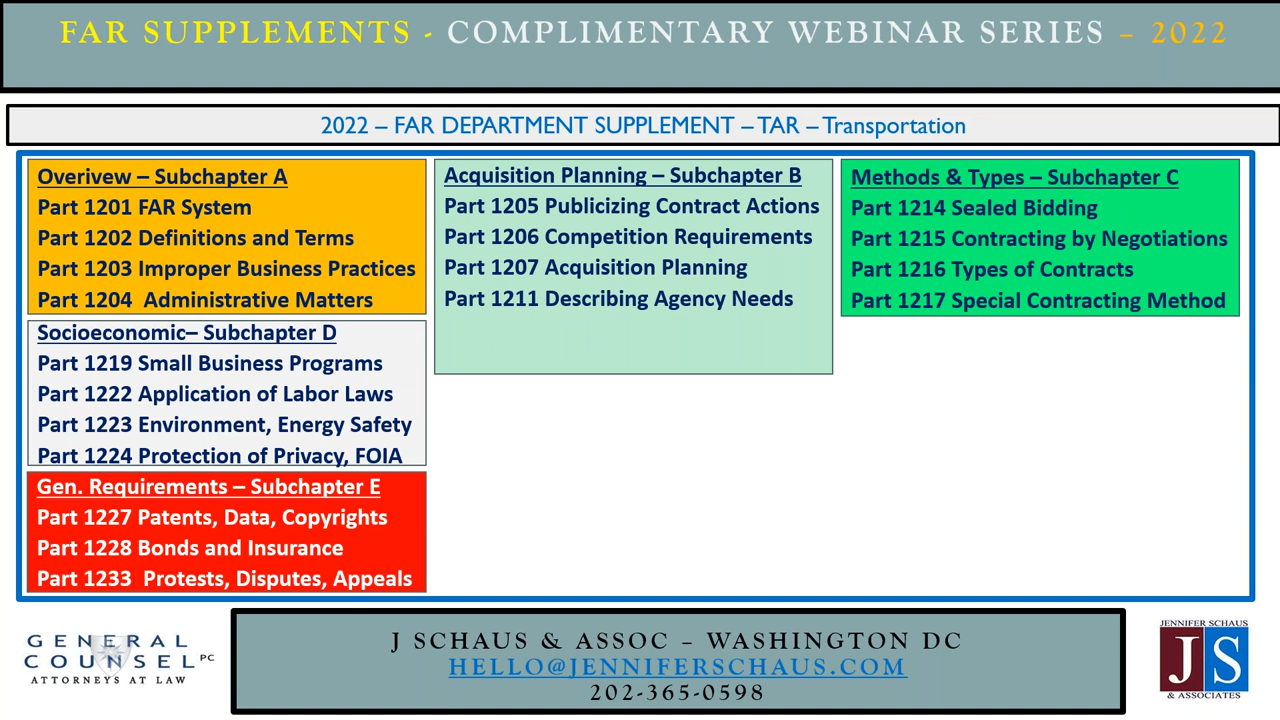 FAR SUPPLEMENTS - COMPLIMENTARY WEBINAR SERIES – 2022
2022 – FAR DEPARTMENT SUPPLEMENT – TAR – Transportation
Overivew – Subchapter A
Part 1201 FAR System
Part 1202 Definitions and Terms
Part 1203 Improper Business Practices
Part 1204 Administrative Matters
Socioeconomic– Subchapter D
Part 1219 Small Business Programs
Part 1222 Application of Labor Laws
Part 1223 Environment, Energy Safety
Part 1224 Protection of Privacy, FOIA
Gen. Requirements – Subchapter E
Part 1227 Patents, Data, Copyrights
Part 1228 Bonds and Insurance
Part 1233 Protests, Disputes, Appeals
Acquisition Planning – Subchapter B
Part 1205 Publicizing Contract Actions
Part 1206 Competition Requirements
Part 1207 Acquisition Planning
Part 1211 Describing Agency Needs
Methods & Types – Subchapter C
Part 1214 Sealed Bidding
Part 1215 Contracting by Negotiations
Part 1216 Types of Contracts
Part 1217 Special Contracting Method
GENERAL
COUNSEL PC
ATTORNEYS AT LAW
J SCHAUS & ASSOC – WASHINGTON DC
HELLO@JENNIFERSCHAUS.COM
202-365-0598
JENNIFER SCHAUS
J S
& ASSOCIATES